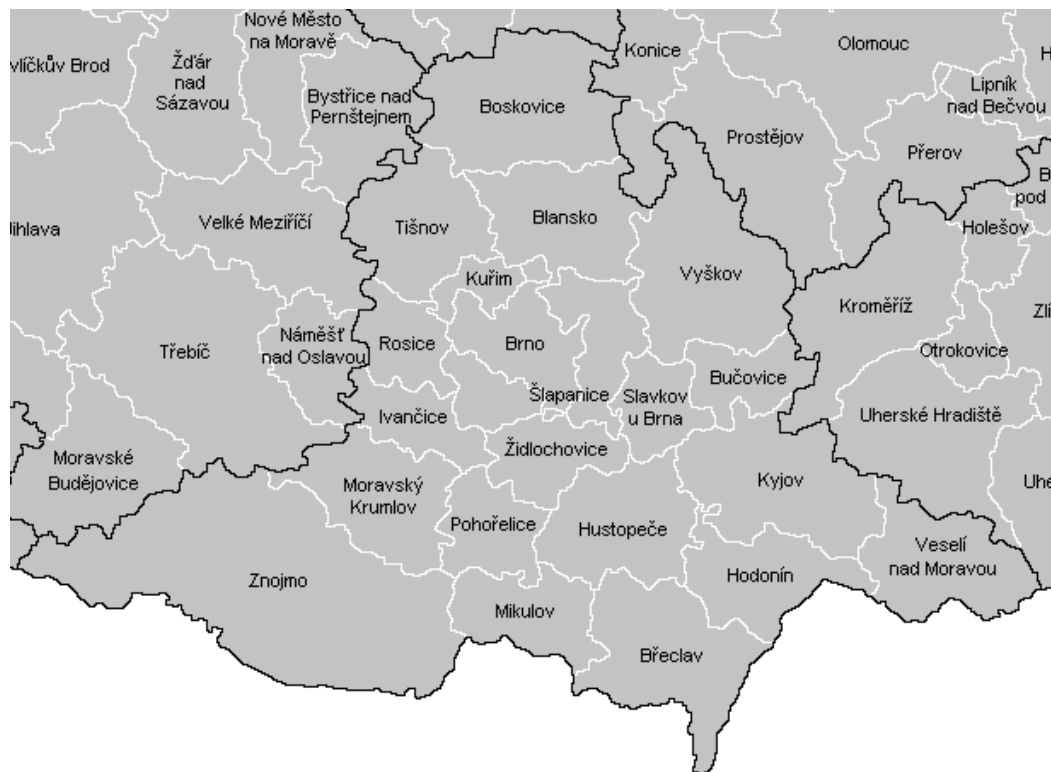 Nové Město
na Moravě
Konice
Olomouc
H
vlíčkův Brod
Žďár
nad
Sázavou
Bystřice nad
Pernštejnem
Boskovice
Lipník
nad Bečvou
Prostějov
Přerov
B
pod
Jihlava
Velké Meziříčí
Tišnov
Blansko
Holešov
Vyškov
Kuřim
Kroměříž
Zlí
Třebíč
Náměšť
nad Oslavou
Rosice
Brno
Otrokovice
Bučovice
Šlapanice
Slavkov
u Brna
Ivančice
Uherské Hradiště
Židlochovice
Moravské
Budějovice
Moravský
Krumlov
Kyjov
Uhe
Pohořelice
Hustopeče
Veselí
nad Moravou
Znojmo
Hodonín
Mikulov
Břeclav